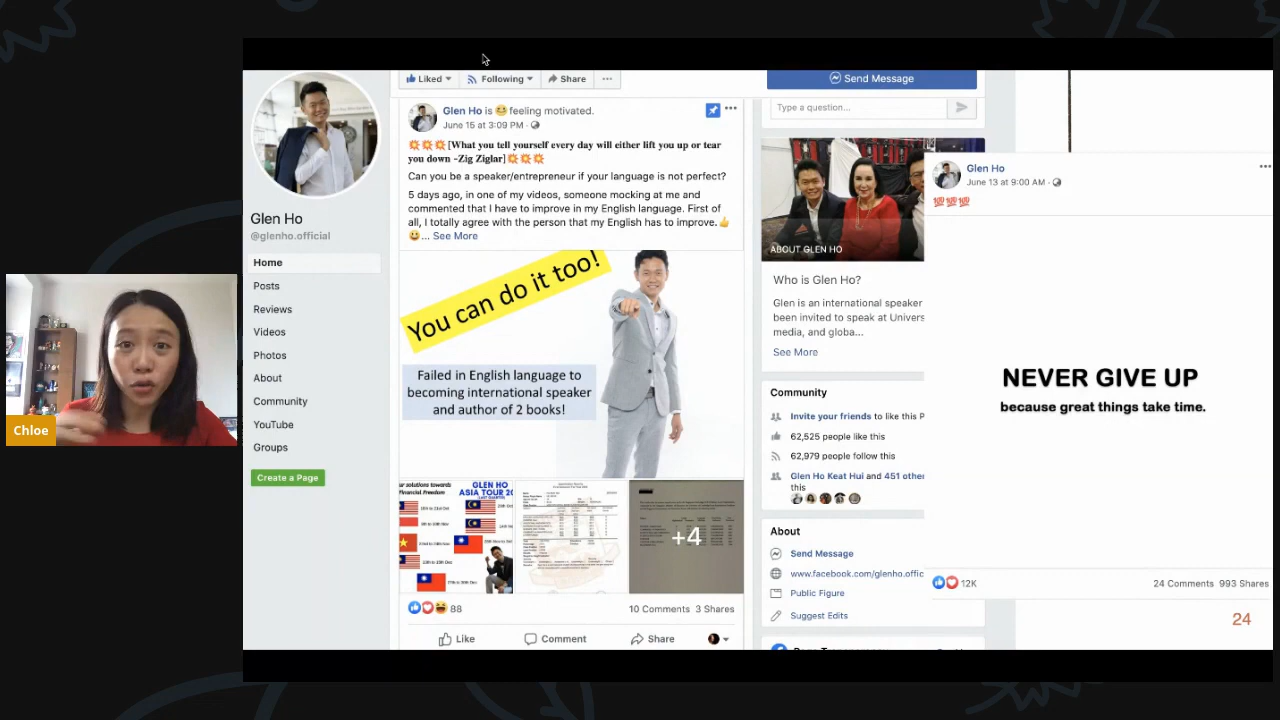 Liked
Following
Share
Send Message
Glen Ho is feeling motivated.
June 15 at 3:09 PM
[What you tell yourself every day will either lift you up or tear
you down ~Zig Ziglar]
Can you be a speaker/entrepreneur if your language is not perfect?
5 days ago, in one of my videos, someone mocking at me and
commented that I have to improve in my English language. First of
all, I totally agree with the person that my English has to improve.👍
😀... See More
You can do it too!
Failed in English language to
becoming international speaker
and author of 2 books!
GLEN HO
ASIA TOUR 20
+4
88
10 Comments 3 Shares
Like
Comment
Share
Glen Ho
@glenho.official
Home
Posts
Reviews
Videos
Photos
About
Community
YouTube
Groups
Create a Page
Chloe
Type a question...
ABOUT GLEN HO
Who is Glen Ho?
Glen is an international speaker
been invited to speak at Univers
media, and globa...
See More
Community
Invite your friends to like this P
62,525 people like this
62,979 people follow this
Glen Ho Keat Hui and 451 other
this
About
Send Message
www.facebook.com/glenho.offic
Public Figure
Suggest Edits
Glen Ho
June 13 at 9:00 AM
💯💯💯
NEVER GIVE UP
because great things take time.
12K
24 Comments 993 Shares
24